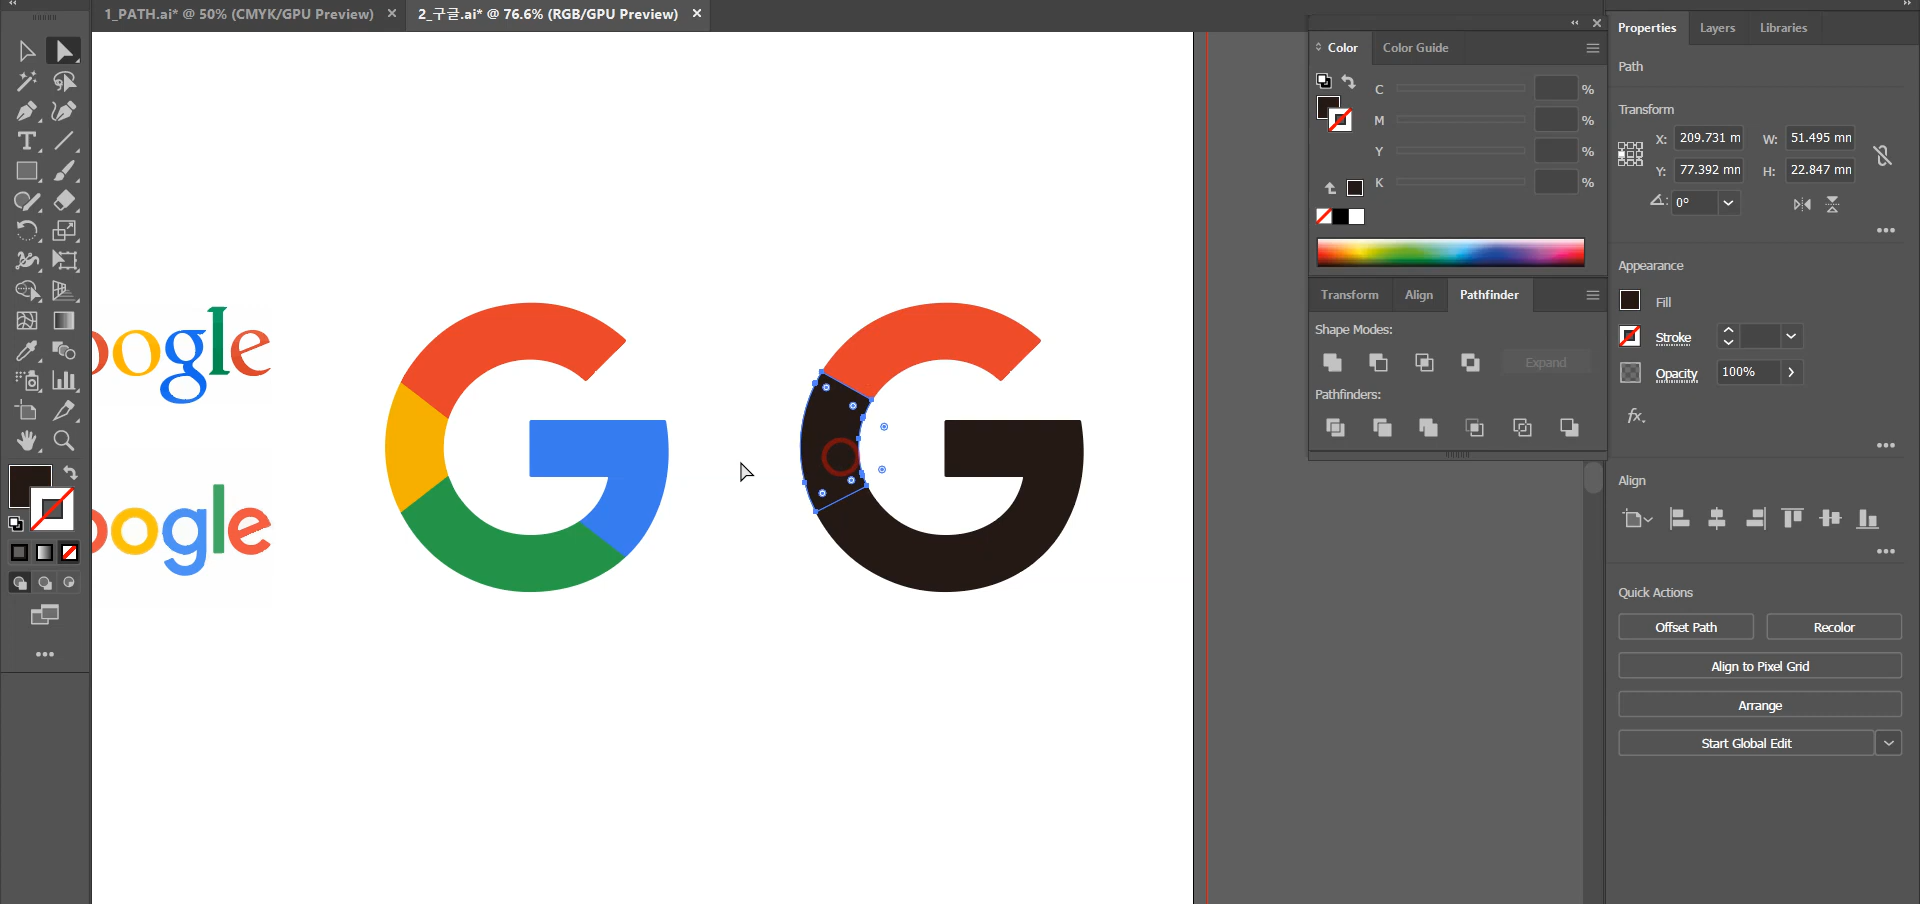 1_PATH.ai* @ 50% (CMYK/GPU Preview)
2_구글.ai* @ 76.6% (RGB/GPU Preview)
Color
Color Guide
C
%
M
%
Y
%
K
%
Transform
Align
Pathfinder
Shape Modes:
Expand
Pathfinders:
Properties
Layers
Libraries
Path
Transform
X: 209.731 m
W: 51.495 mn
Y: 77.392 mn
H: 22.847 mn
0°
Appearance
Fill
Stroke
Opacity
100%
fx.
Align
Quick Actions
Offset Path
Recolor
Align to Pixel Grid
Arrange
Start Global Edit
T
oogle
oogle
G
G